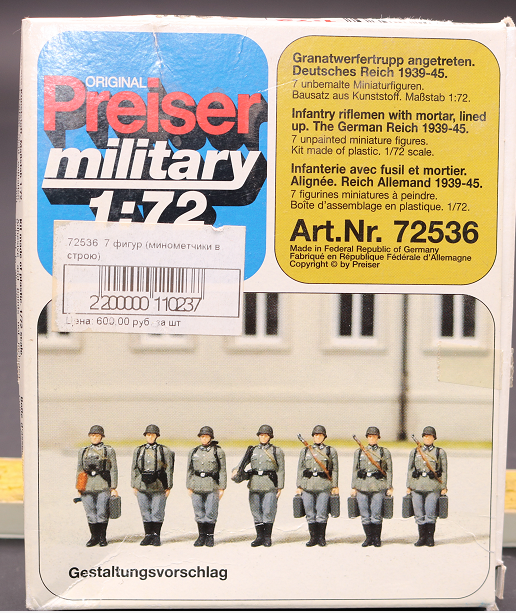 ORIGINAL
Preiser
military
1:72
72536 7 фигур (минометчики в
строю)
2200000 110237
Цена: 600.00 руб. за шт
Granatwerfertrupp angetreten.
Deutsches Reich 1939-45.
7 unbemalte Miniaturfiguren.
Bausatz aus Kunststoff. Maßstab 1:72.
Infantry riflemen with mortar, lined
up. The German Reich 1939-45.
7 unpainted miniature figures.
Kit made of plastic. 1/72 scale.
Infanterie avec fusil et mortier.
Alignée. Reich Allemand 1939-45.
7 figurines miniatures à peindre.
Boîte d'assemblage en plastique. 1/72.
Art.Nr. 72536
Made in Federal Republic of Germany
Fabriqué en République Fédérale d'Allemagne
Copyright © by Preiser
Gestaltungsvorschlag